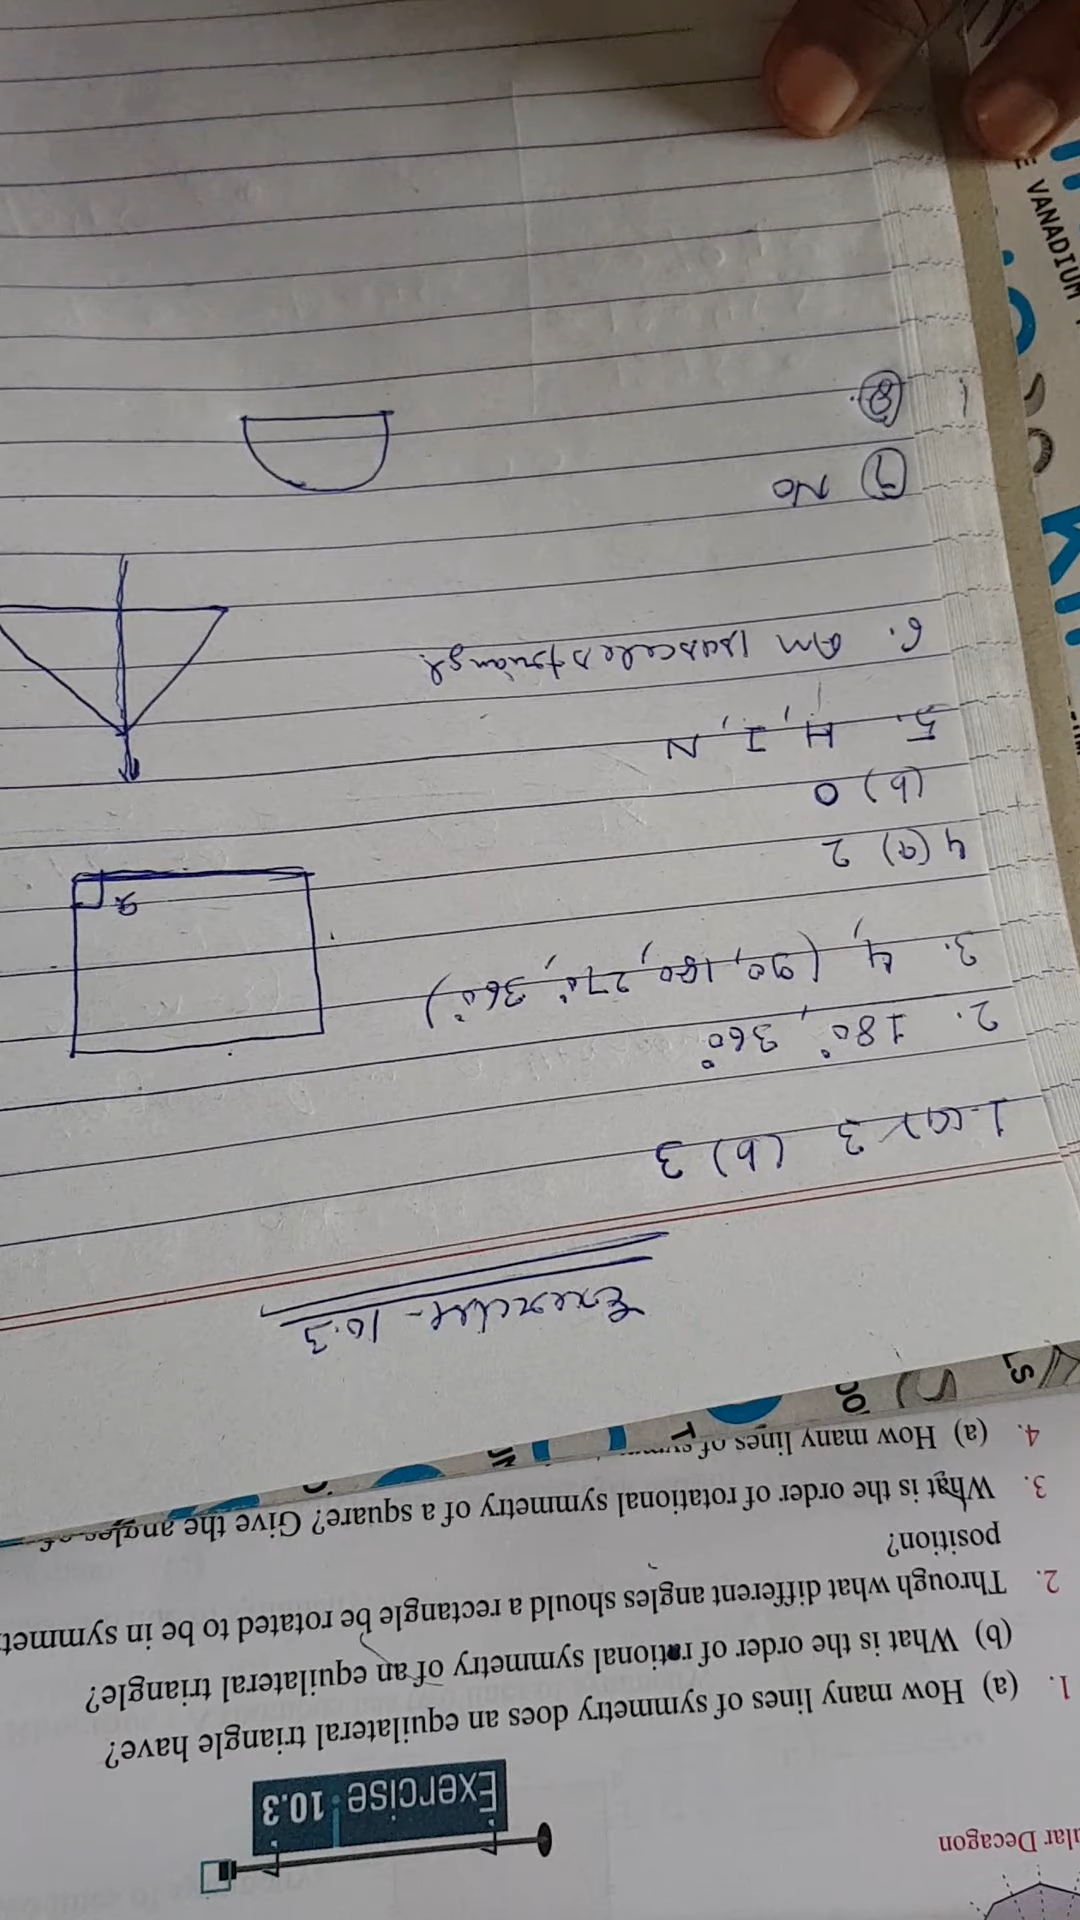 ular Decagon
Exercise 10.3
1. (a) How many lines of symmetry does an equilateral triangle have?
(b) What is the order of rotional symmetry of an equilateral triangle?
2. Through what different angles should a rectangle be rotated to be in symmet
position?
3. What is the order of rotational symmetry of a square? Give the angles of
4. (a) How many lines of
Exercise - 10.3
1. (a) 3 (b) 3
2. 180°, 360°
3. 4, (90, 180, 270°, 360°)
4 (a) 2
(b) 0
5. H, I, N
6. An isosceles triangle
7 No
8.
E VANADIUM